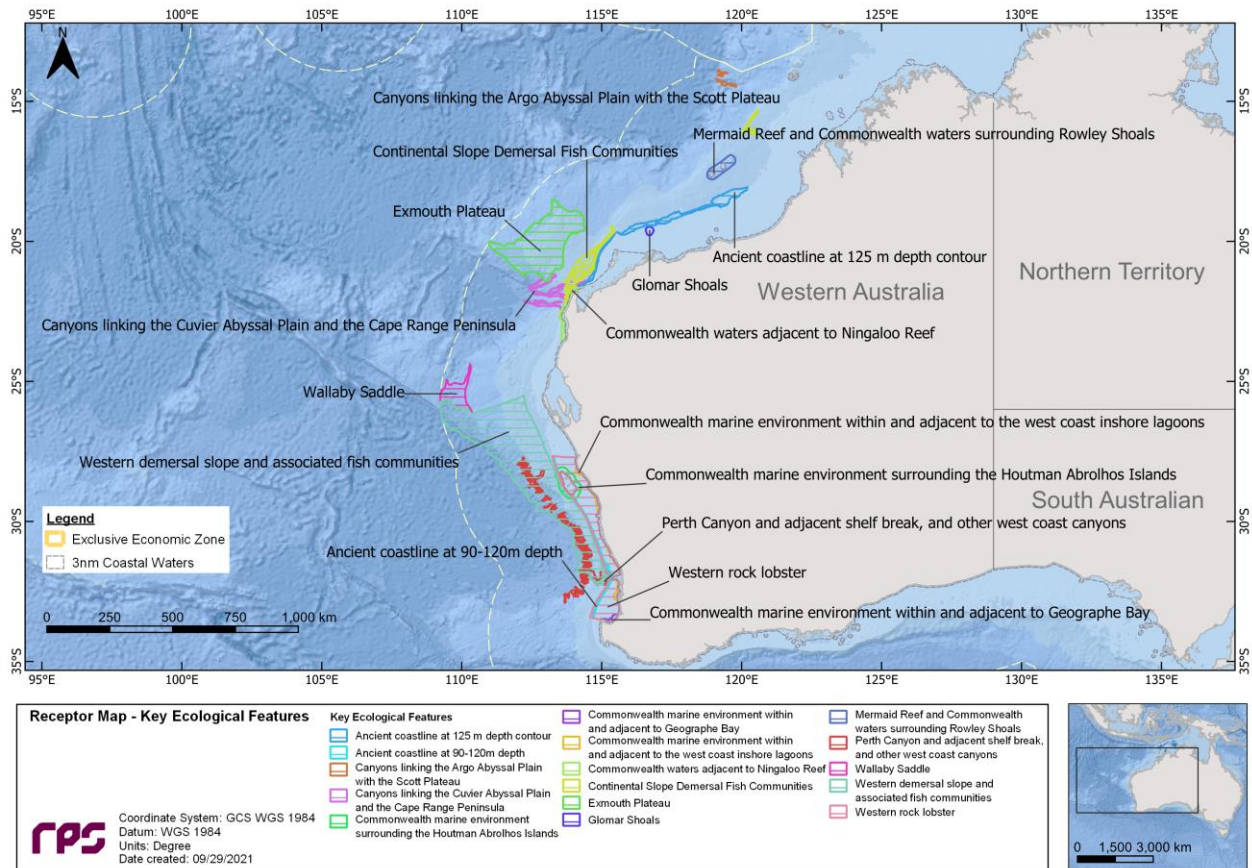 95°E 100°E 105°E 110°E 115°E 120°E 125°E 130°E 135°E
N
15°S
15°S
Canyons linking the Argo Abyssal Plain with the Scott Plateau
Mermaid Reef and Commonwealth waters surrounding Rowley Shoals
Continental Slope Demersal Fish Communities
Exmouth Plateau
20°S
20°S
Ancient coastline at 125 m depth contour
Northern Territory
Glomar Shoals
Western Australia
Canyons linking the Cuvier Abyssal Plain and the Cape Range Peninsula
Commonwealth waters adjacent to Ningaloo Reef
25°S
25°S
Wallaby Saddle
Commonwealth marine environment within and adjacent to the west coast inshore lagoons
Western demersal slope and associated fish communities
Commonwealth marine environment surrounding the Houtman Abrolhos Islands
South Australian
30°S
30°S
Legend
Exclusive Economic Zone
3nm Coastal Waters
Perth Canyon and adjacent shelf break, and other west coast canyons
Ancient coastline at 90-120m depth
Western rock lobster
Commonwealth marine environment within and adjacent to Geographe Bay
0 250 500 750 1,000 km
35°S
35°S
95°E 100°E 105°E 110°E 115°E 120°E 125°E 130°E 135°E
Receptor Map - Key Ecological Features
rps
Coordinate System: GCS WGS 1984
Datum: WGS 1984
Units: Degree
Date created: 09/29/2021
Key Ecological Features
Ancient coastline at 125 m depth contour
Ancient coastline at 90-120m depth
Canyons linking the Argo Abyssal Plain
with the Scott Plateau
Canyons linking the Cuvier Abyssal Plain
and the Cape Range Peninsula
Commonwealth marine environment
surrounding the Houtman Abrolhos Islands
Commonwealth marine environment within
and adjacent to Geographe Bay
Commonwealth marine environment within
and adjacent to the west coast inshore lagoons
Commonwealth waters adjacent to Ningaloo Reef
Continental Slope Demersal Fish Communities
Exmouth Plateau
Glomar Shoals
Mermaid Reef and Commonwealth
waters surrounding Rowley Shoals
Perth Canyon and adjacent shelf break,
and other west coast canyons
Wallaby Saddle
Western demersal slope and
associated fish communities
Western rock lobster
0 1,500 3,000 km